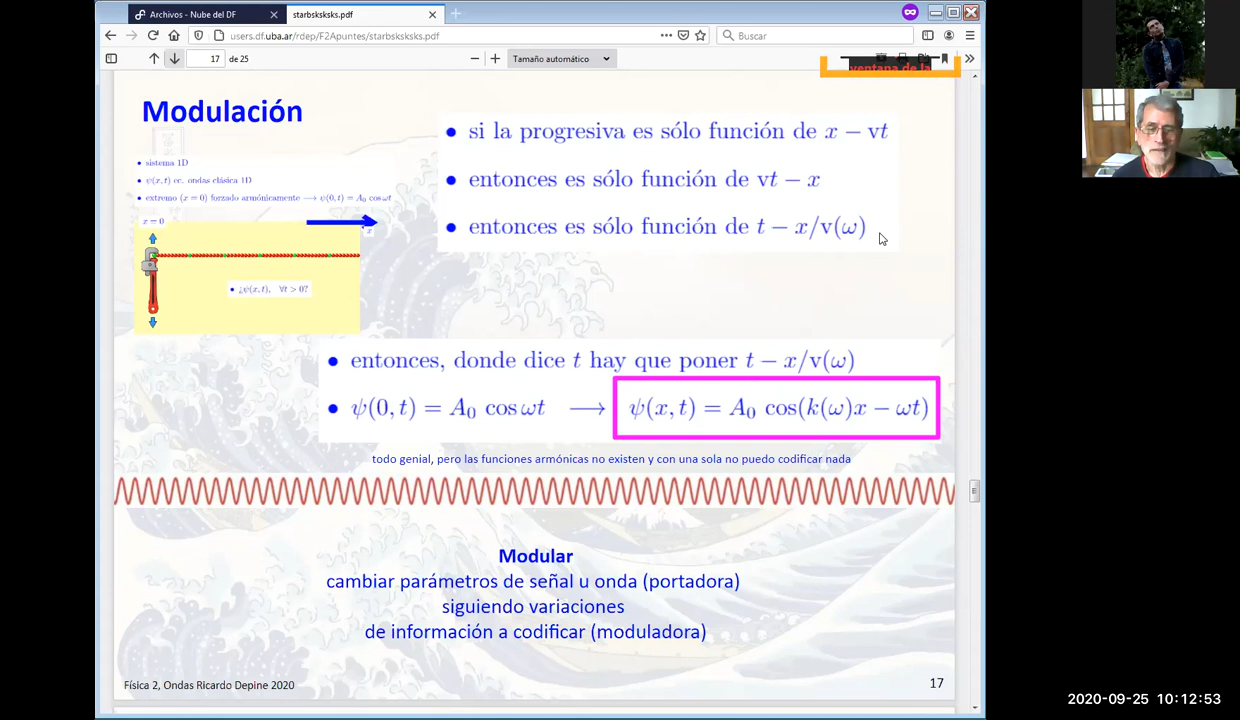 Archivos - Nube del DF
starbsksksks.pdf
users.df.uba.ar/rdep/F2Apuntes/starbsksksks.pdf
Buscar
17 de 25
Tamaño automático
ventana de la
Modulación
• sistema 1D
• ψ(x, t) ec. ondas clásica 1D
• extremo (x = 0) forzado armónicamente ⟶ ψ(0, t) = A₀ cos ωt
x = 0
x
• ¿ψ(x, t), ∀t > 0?
• si la progresiva es sólo función de x − vt
• entonces es sólo función de vt − x
• entonces es sólo función de t − x/v(ω)
• entonces, donde dice t hay que poner t − x/v(ω)
• ψ(0, t) = A₀ cos ωt ⟶ ψ(x, t) = A₀ cos(k(ω)x − ωt)
todo genial, pero las funciones armónicas no existen y con una sola no puedo codificar nada
Modular
cambiar parámetros de señal u onda (portadora)
siguiendo variaciones
de información a codificar (moduladora)
Física 2, Ondas Ricardo Depine 2020
17
2020-09-25 10:12:53